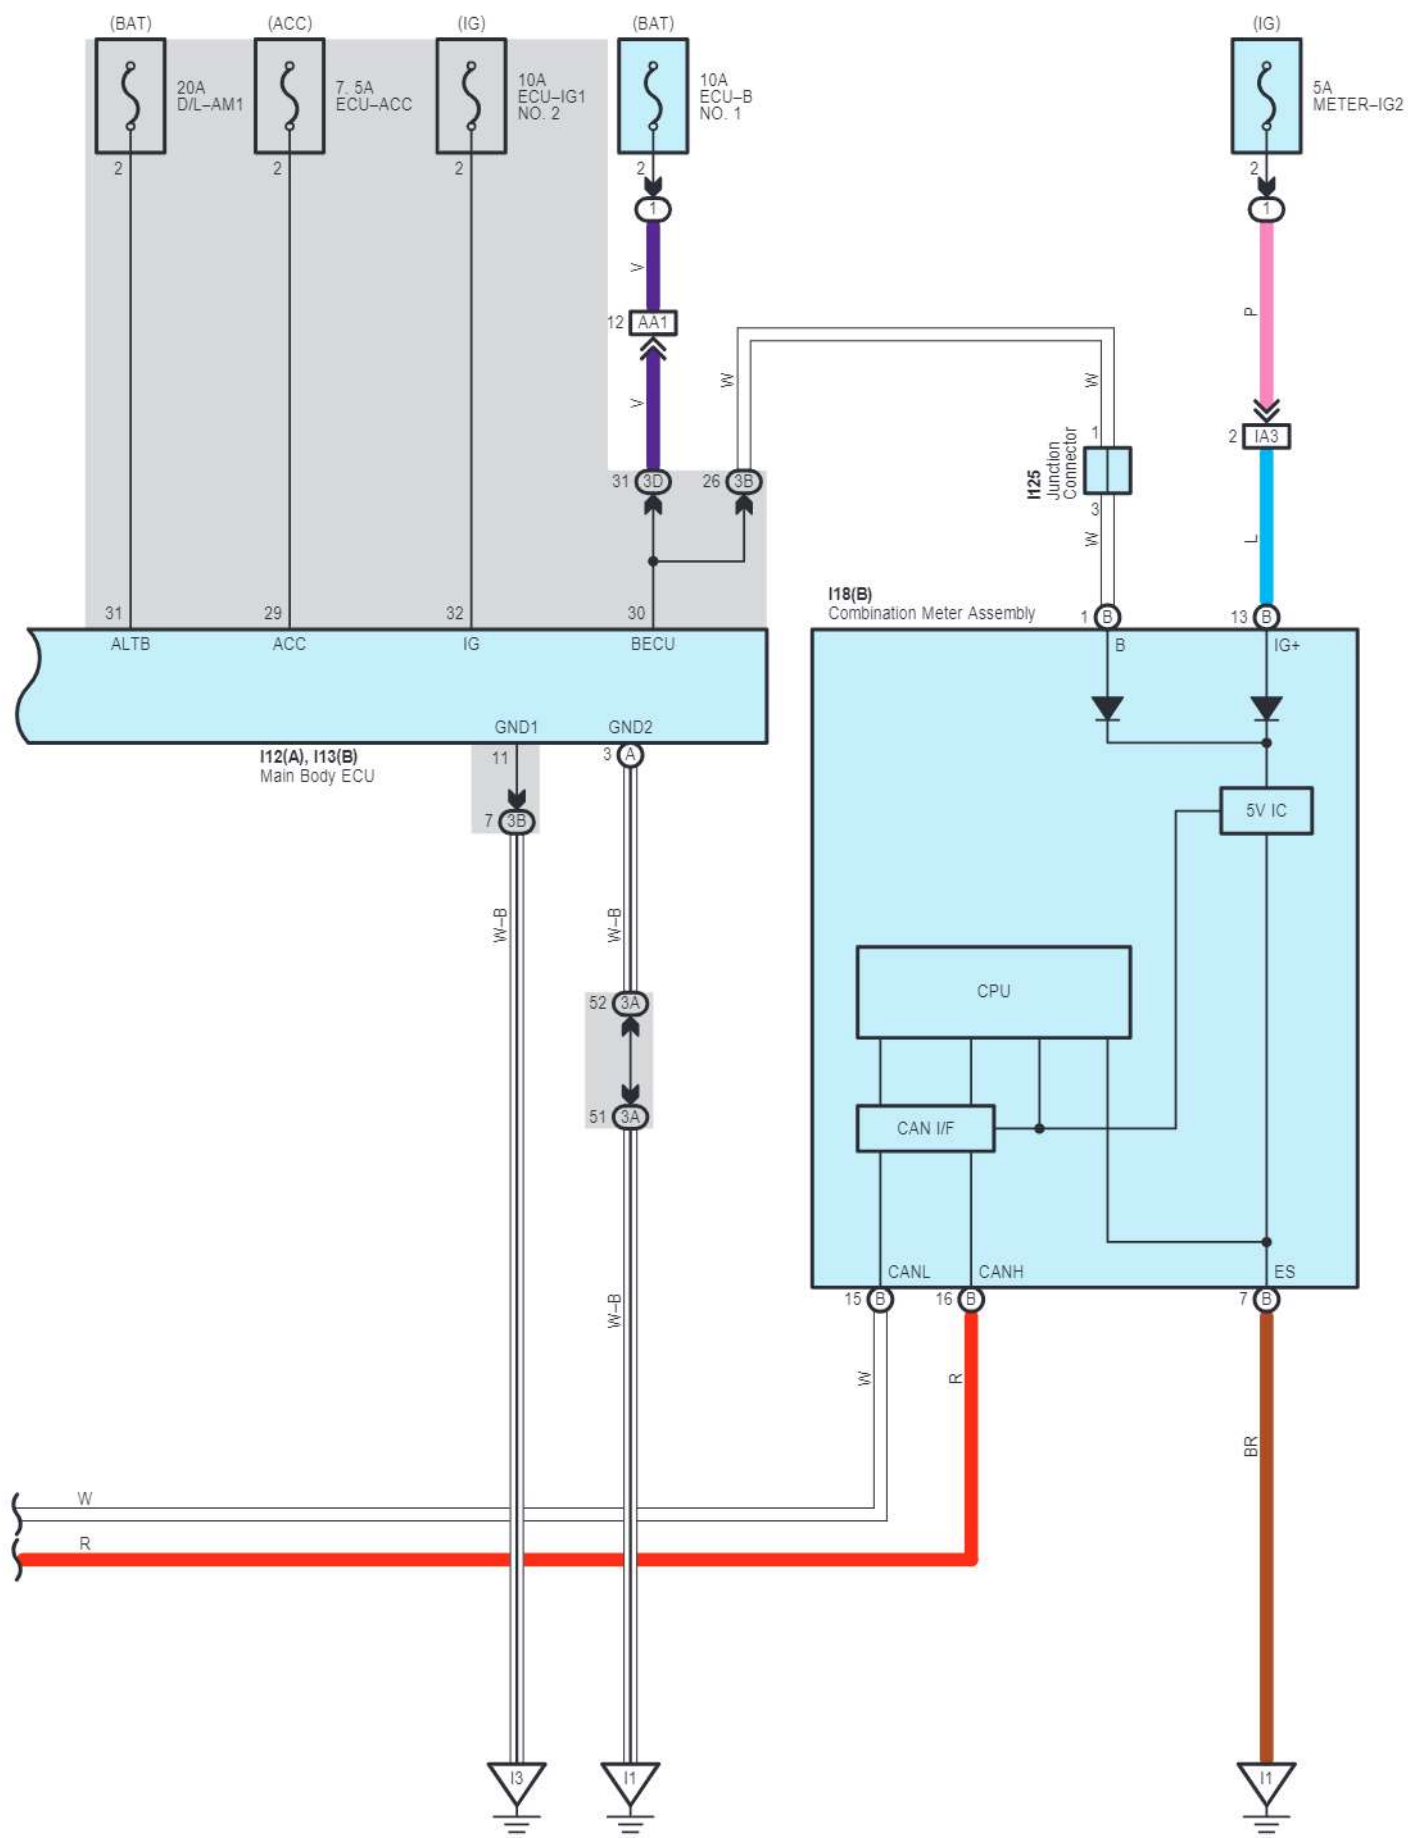 (BAT)
(ACC)
(IG)
(BAT)
(IG)
20A
D/L–AM1
7. 5A
ECU–ACC
10A
ECU–IG1
NO. 2
10A
ECU–B
NO. 1
5A
METER–IG2
2
2
2
2
2
1
1
V
P
12 AA1
W
W
V
1
2 IA3
I125
Junction
Connector
31 3D
26 3B
3
W
L
I18(B)
Combination Meter Assembly
31
29
32
30
1 B
13 B
ALTB
ACC
IG
BECU
B
IG+
GND1
GND2
I12(A), I13(B)
Main Body ECU
11
3 A
7 3B
5V IC
W–B
W–B
CPU
52 3A
51 3A
CAN I/F
CANL
CANH
ES
15 B
16 B
7 B
W–B
W
R
BR
W
R
I3
I1
I1